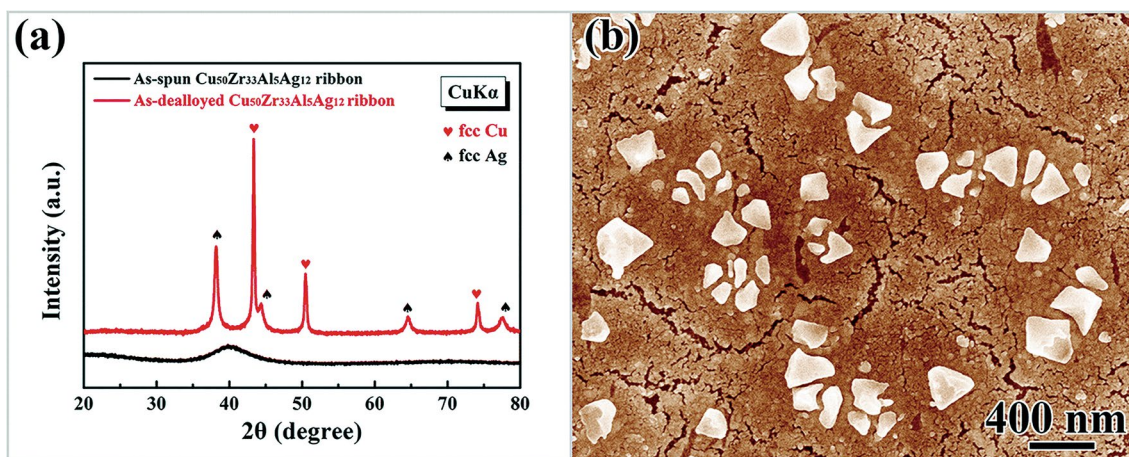 (a)
As-spun Cu₅₀Zr₃₃Al₅Ag₁₂ ribbon
As-dealloyed Cu₅₀Zr₃₃Al₅Ag₁₂ ribbon
CuKα
♥ fcc Cu
♠ fcc Ag
Intensity (a.u.)
20 30 40 50 60 70 80
2θ (degree)
(b)
400 nm